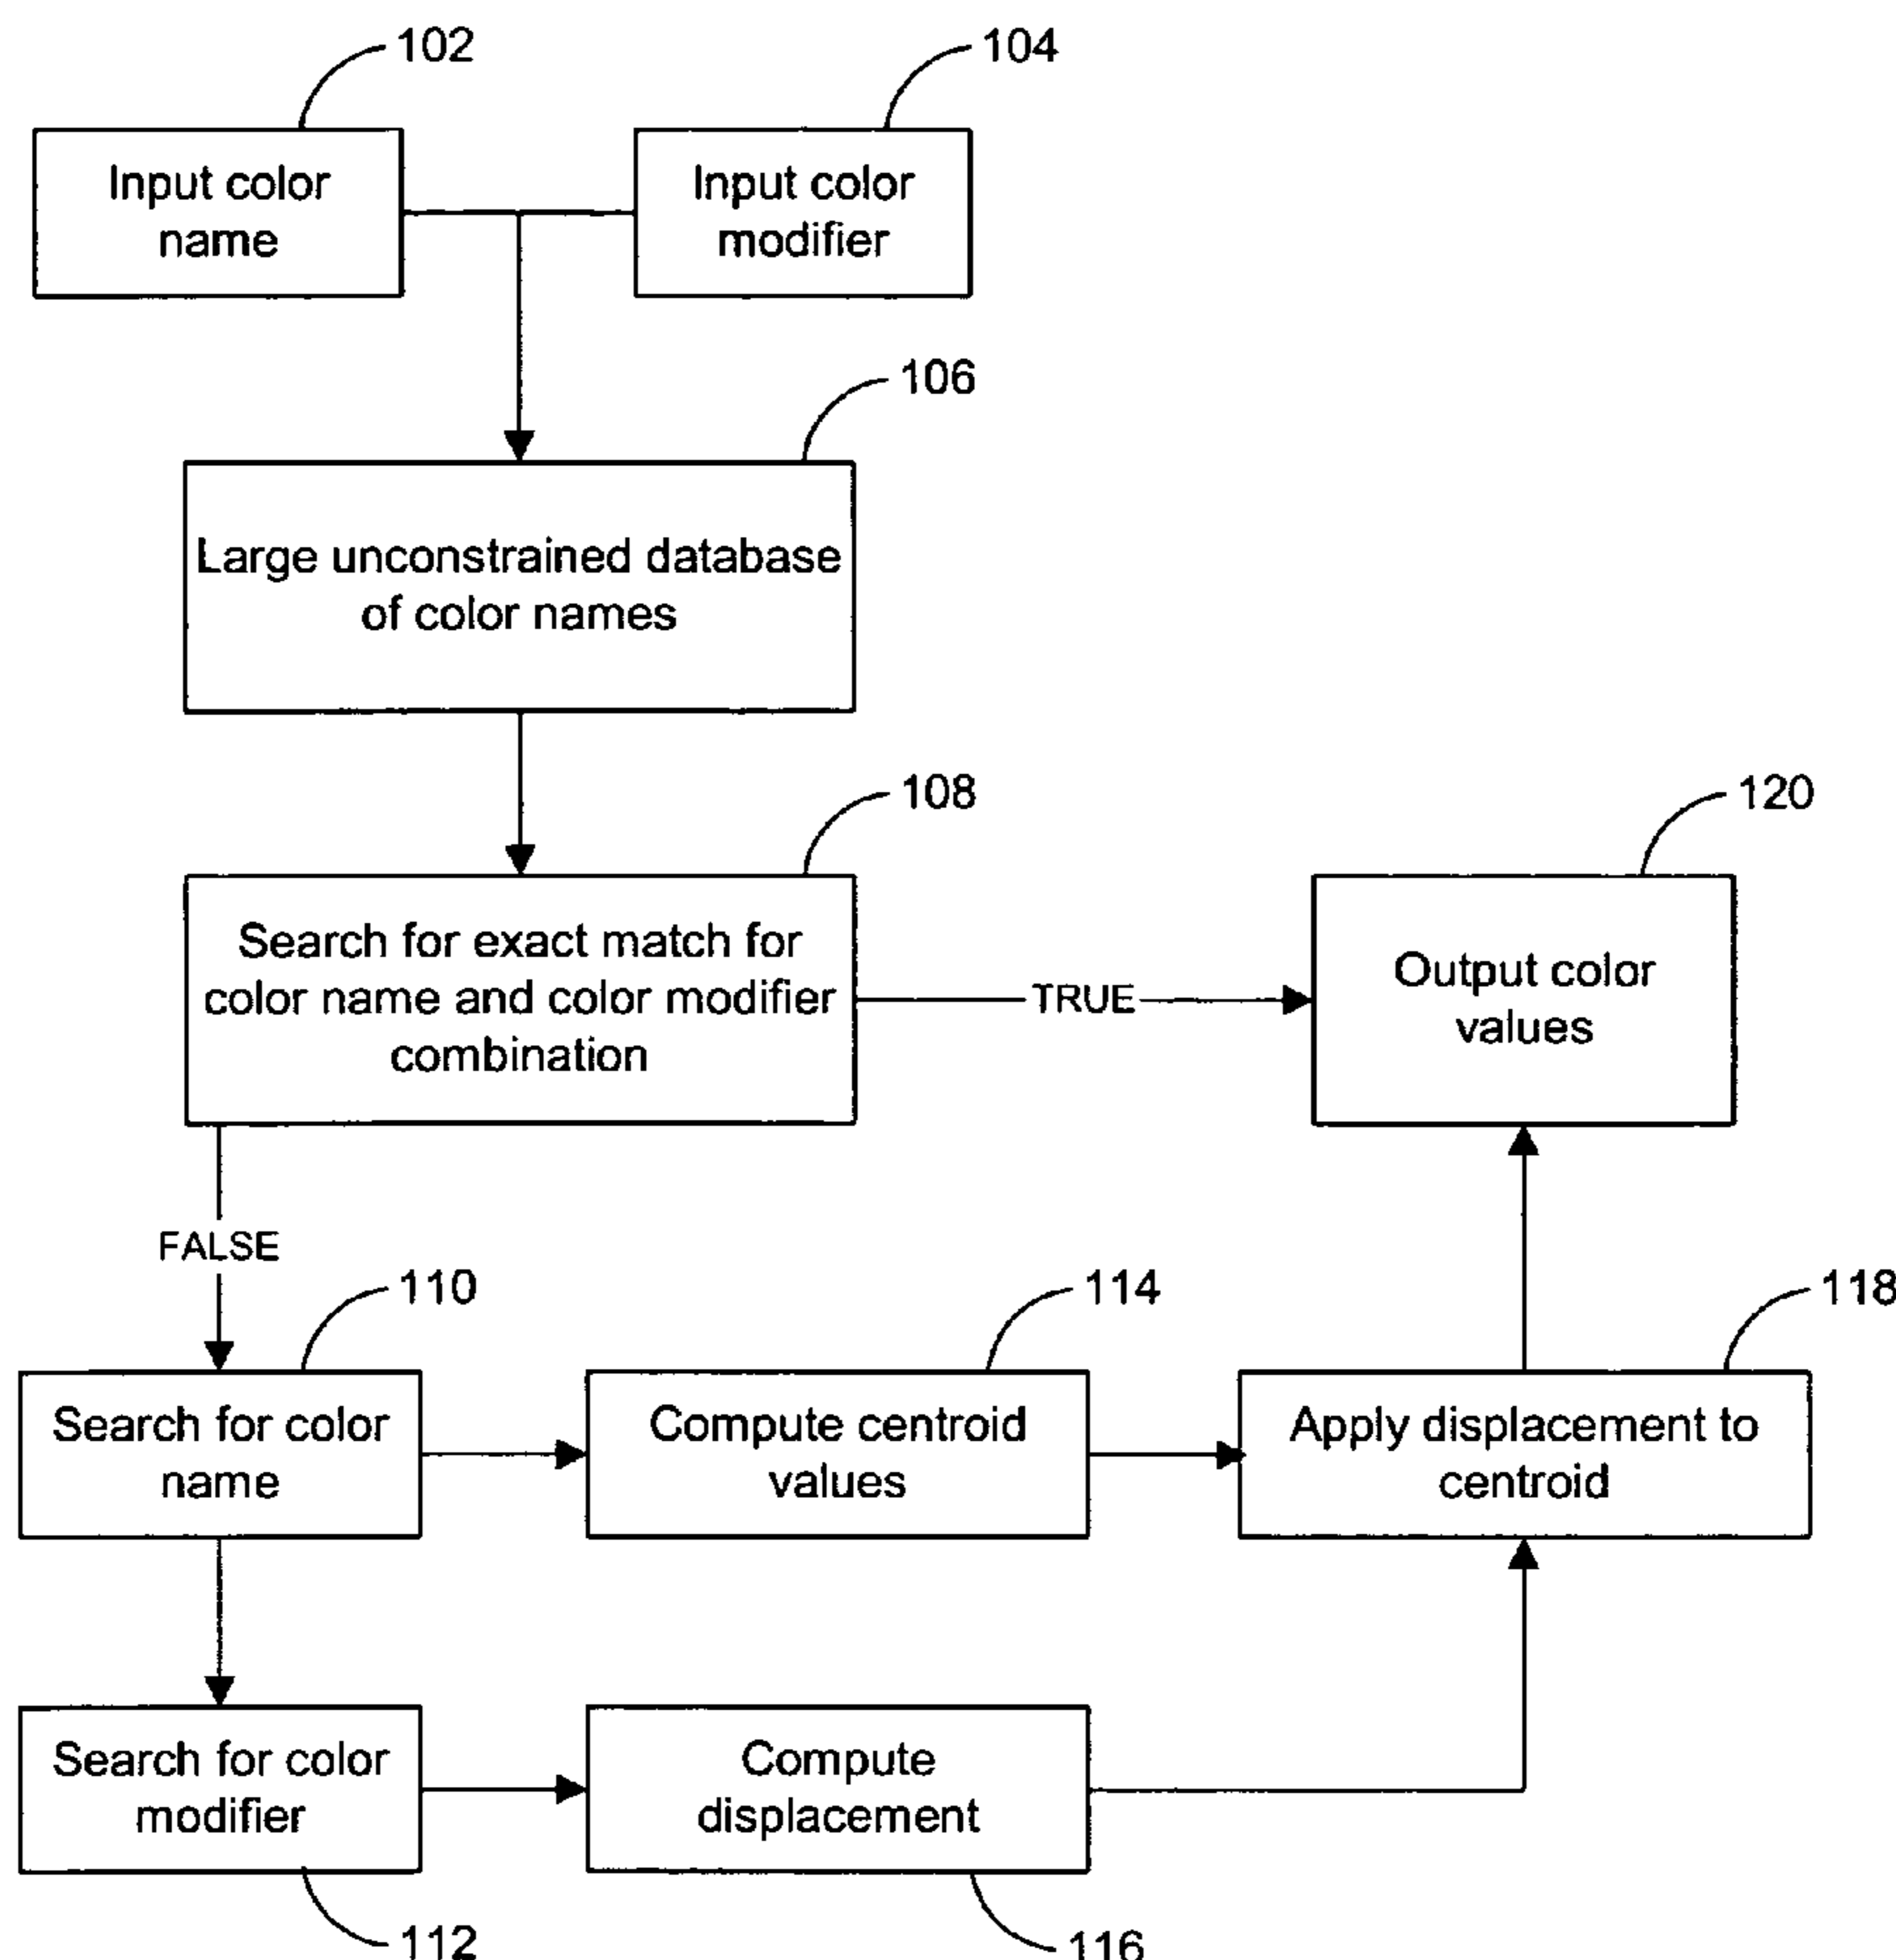 102
104
Input color
name
Input color
modifier
106
Large unconstrained database
of color names
108
120
Search for exact match for
color name and color modifier
combination
TRUE
Output color
values
FALSE
110
114
118
Search for color
name
Compute centroid
values
Apply displacement to
centroid
Search for color
modifier
Compute
displacement
112
116